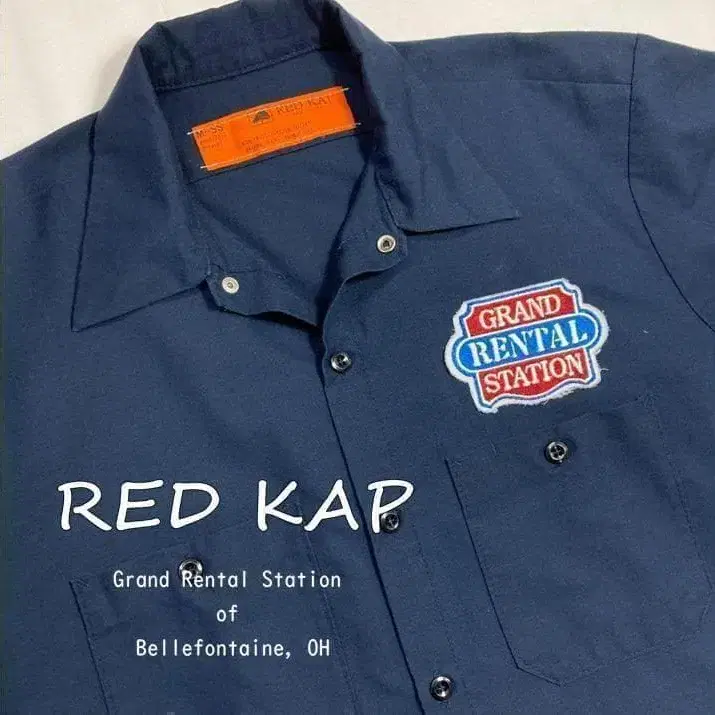 RED KAP
GRAND
RENTAL
STATION
RED KAP
Grand Rental Station
of
Bellefontaine, OH